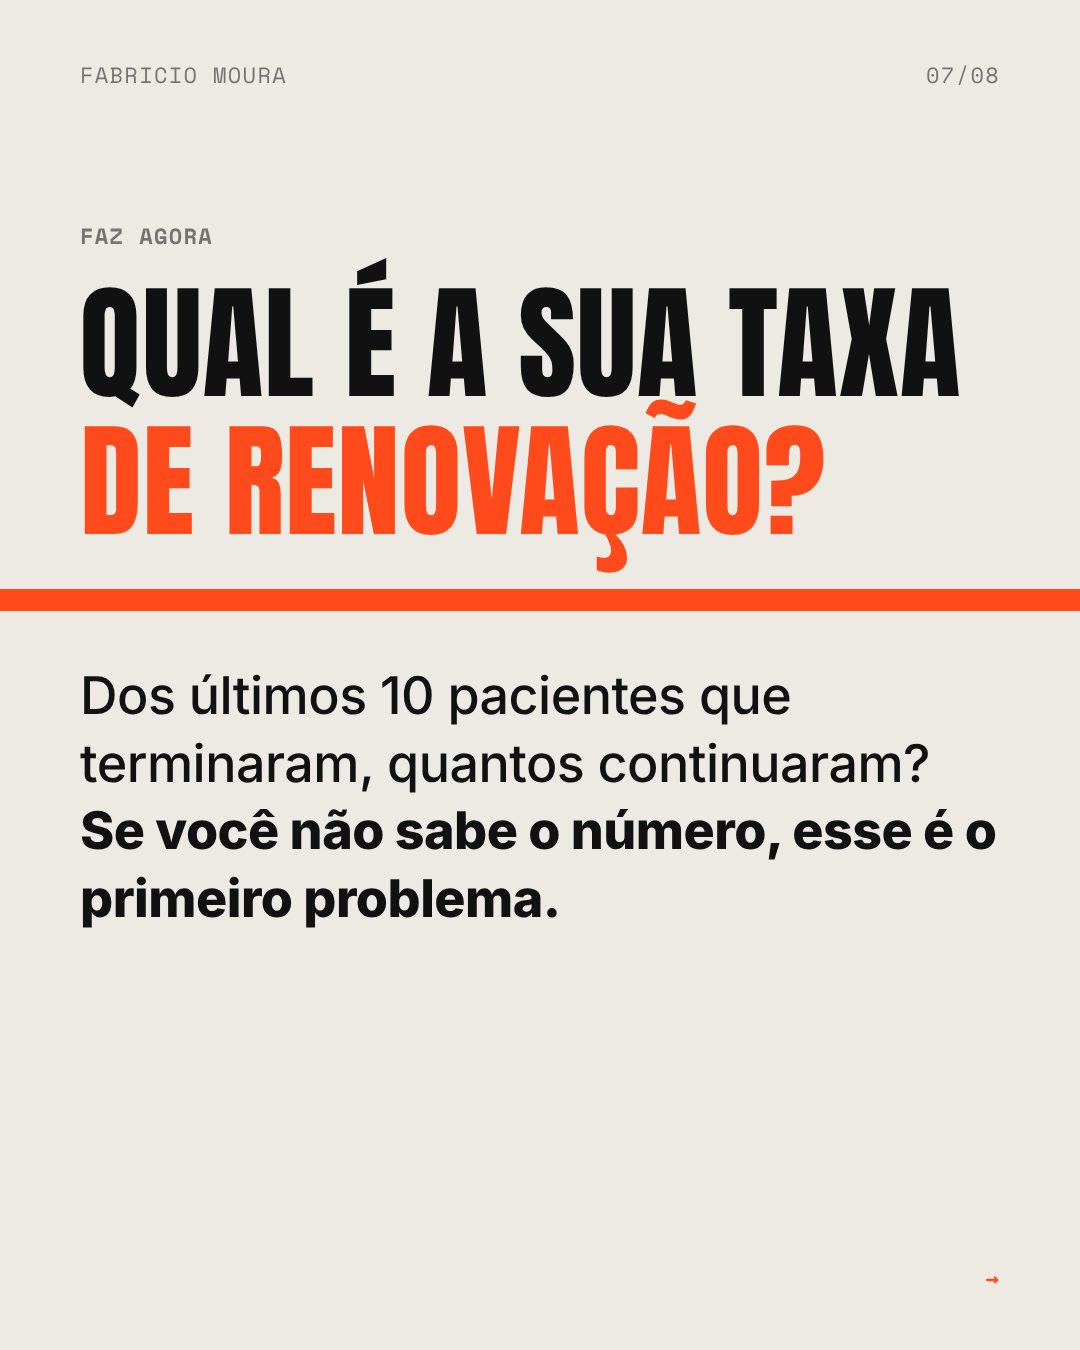 FABRICIO MOURA
07/08
FAZ AGORA
QUAL É A SUA TAXA
DE RENOVAÇÃO?
Dos últimos 10 pacientes que
terminaram, quantos continuaram?
Se você não sabe o número, esse é o
primeiro problema.
→